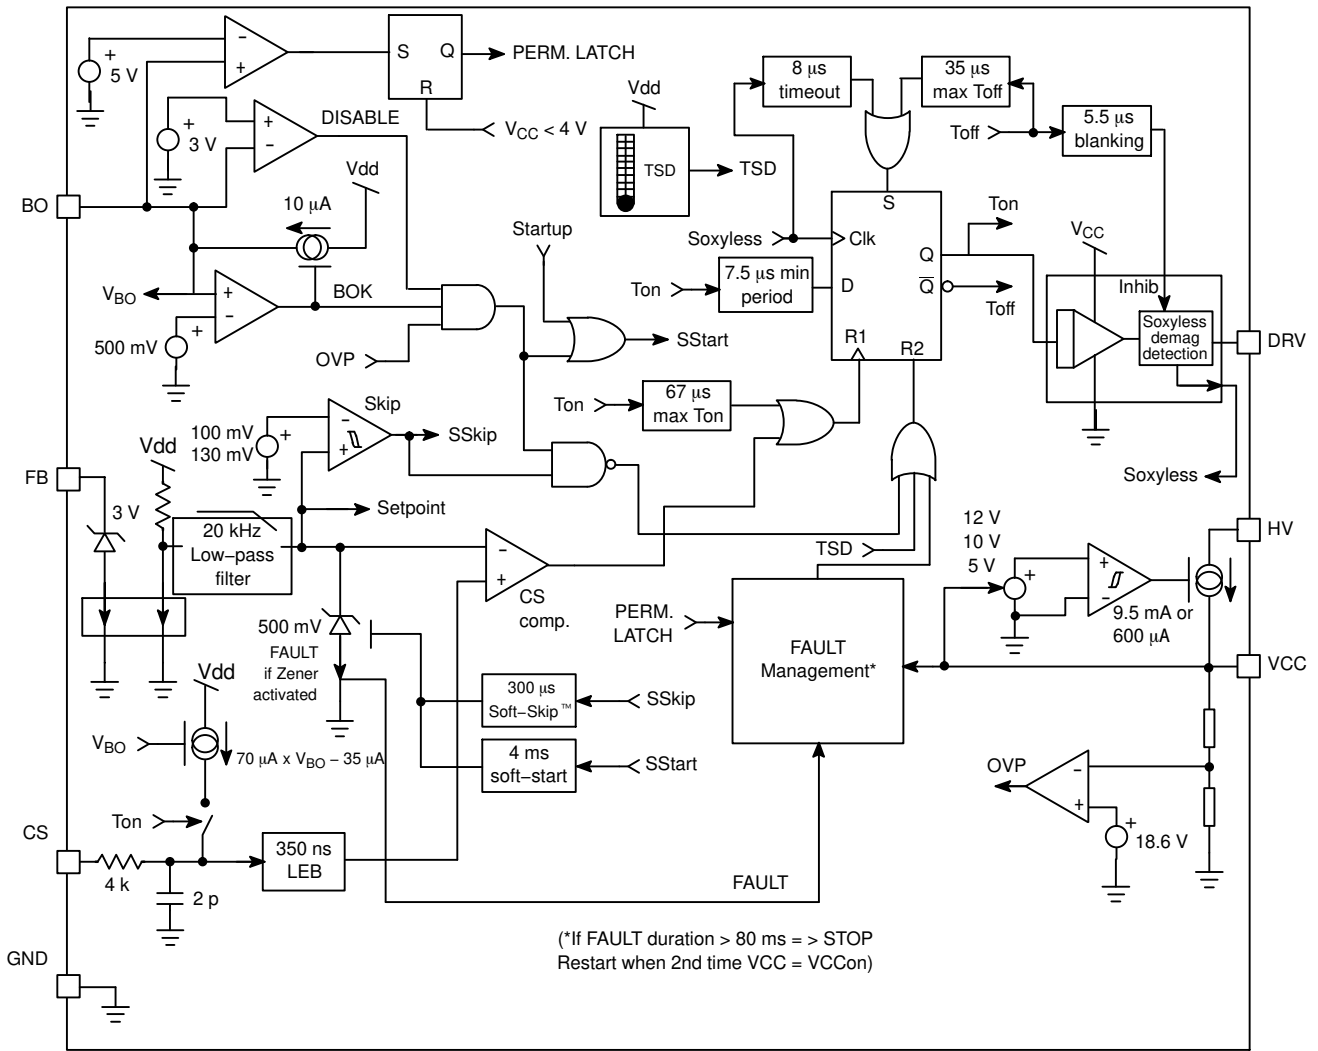 5 V
+
−
+
S
Q
R
PERM. LATCH
V_CC < 4 V
+
3 V
+
−
DISABLE
Vdd
10 μA
BO
V_BO
+
−
+
500 mV
BOK
OVP
Startup
SStart
Vdd
TSD
TSD
8 μs
timeout
35 μs
max Toff
Toff
5.5 μs
blanking
Soxyless
Ton
7.5 μs min
period
S
Clk
D
Q
Q
R1
R2
Ton
Toff
V_CC
Inhib
Soxyless
demag
detection
DRV
Soxyless
Ton
67 μs
max Ton
100 mV
130 mV
+
Skip
−
+
SSkip
Setpoint
Vdd
FB
3 V
20 kHz
Low−pass
filter
−
+
CS
comp.
500 mV
FAULT
if Zener
activated
TSD
PERM.
LATCH
FAULT
Management*
12 V
10 V
5 V
+
+
−
9.5 mA or
600 μA
HV
VCC
Vdd
V_BO
70 μA x V_BO − 35 μA
300 μs
Soft−Skip™
SSkip
4 ms
soft−start
SStart
OVP
−
+
+
18.6 V
Ton
CS
4 k
2 p
350 ns
LEB
FAULT
GND
(*If FAULT duration > 80 ms = > STOP
Restart when 2nd time VCC = VCCon)